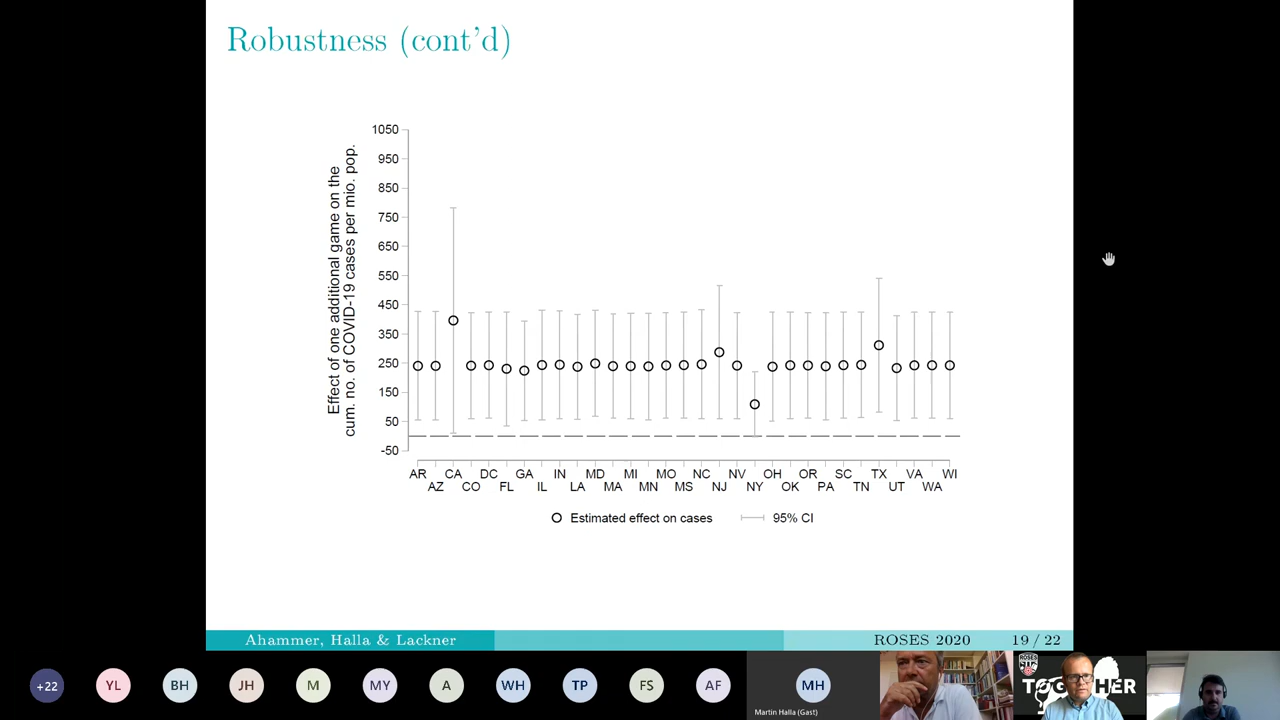 Robustness (cont'd)
Effect of one additional game on the
cum. no. of COVID-19 cases per mio. pop.
1050
950
850
750
650
550
450
350
250
150
50
-50
AR CA DC GA IN MD MI MO NC NV OH OR SC TX VA WI
AZ CO FL IL LA MA MN MS NJ NY OK PA TN UT WA
Estimated effect on cases 95% CI
Ahammer, Halla & Lackner ROSES 2020 19 / 22
+22 YL BH JH M MY A WH TP FS AF MH
Martin Halla (Gast)
TOGETHER